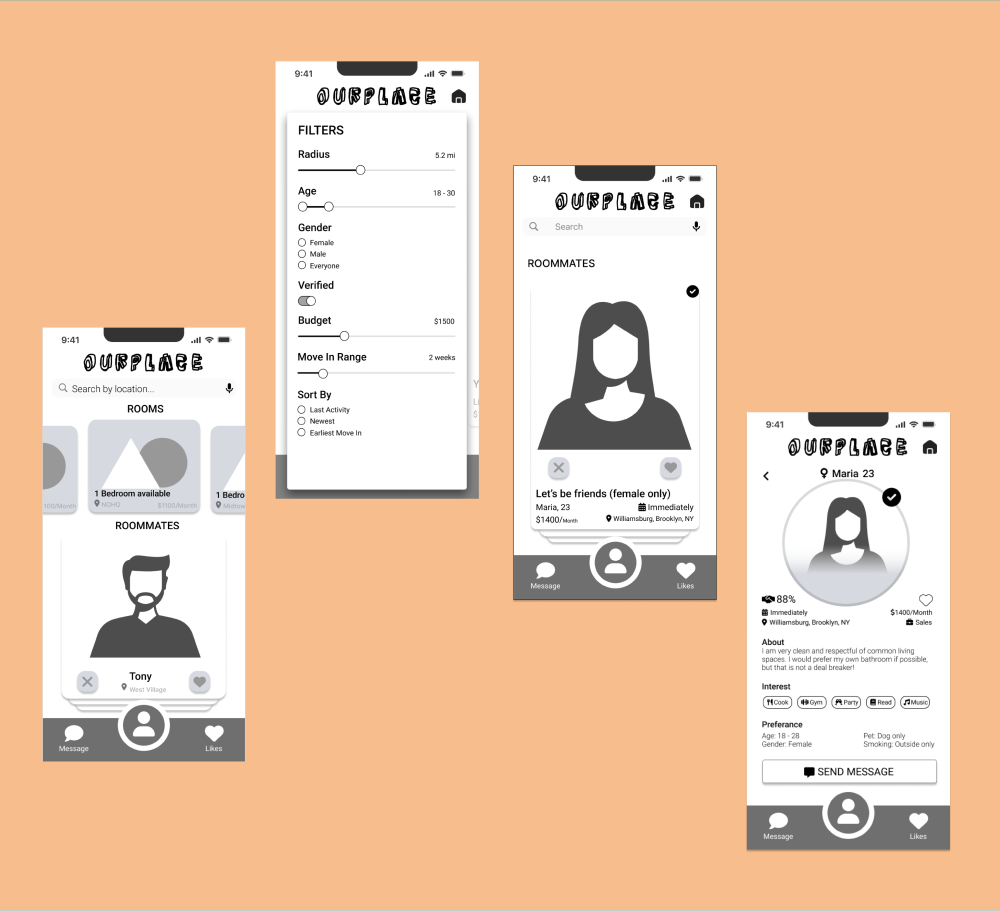 9:41
OURPLACE
Search by location...
ROOMS
1 Bedroom available
NOHO
$1100/Month
100/Month
1 Bedro
Midtow
ROOMMATES
Tony
West Village
Message
Likes
9:41
OURPLACE
FILTERS
Radius
5.2 mi
Age
18 - 30
Gender
Female
Male
Everyone
Verified
Budget
$1500
Move In Range
2 weeks
Sort By
Last Activity
Newest
Earliest Move In
9:41
OURPLACE
Search
ROOMMATES
Let's be friends (female only)
Maria, 23
Immediately
$1400/Month
Williamsburg, Brooklyn, NY
Message
Likes
9:41
OURPLACE
Maria 23
88%
Immediately
$1400/Month
Williamsburg, Brooklyn, NY
Sales
About
I am very clean and respectful of common living
spaces. I would prefer my own bathroom if possible,
but that is not a deal breaker!
Interest
Cook
Gym
Party
Read
Music
Preferance
Age: 18 - 28
Pet: Dog only
Gender: Female
Smoking: Outside only
SEND MESSAGE
Message
Likes